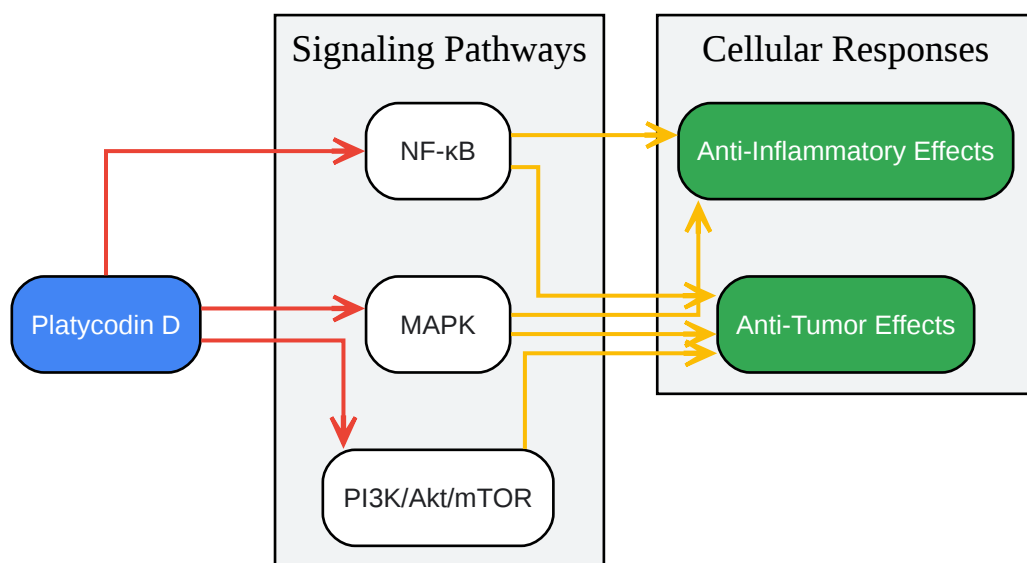 Signaling Pathways
Cellular Responses
NF-κB
Anti-Inflammatory Effects
Platycodin D
MAPK
Anti-Tumor Effects
PI3K/Akt/mTOR